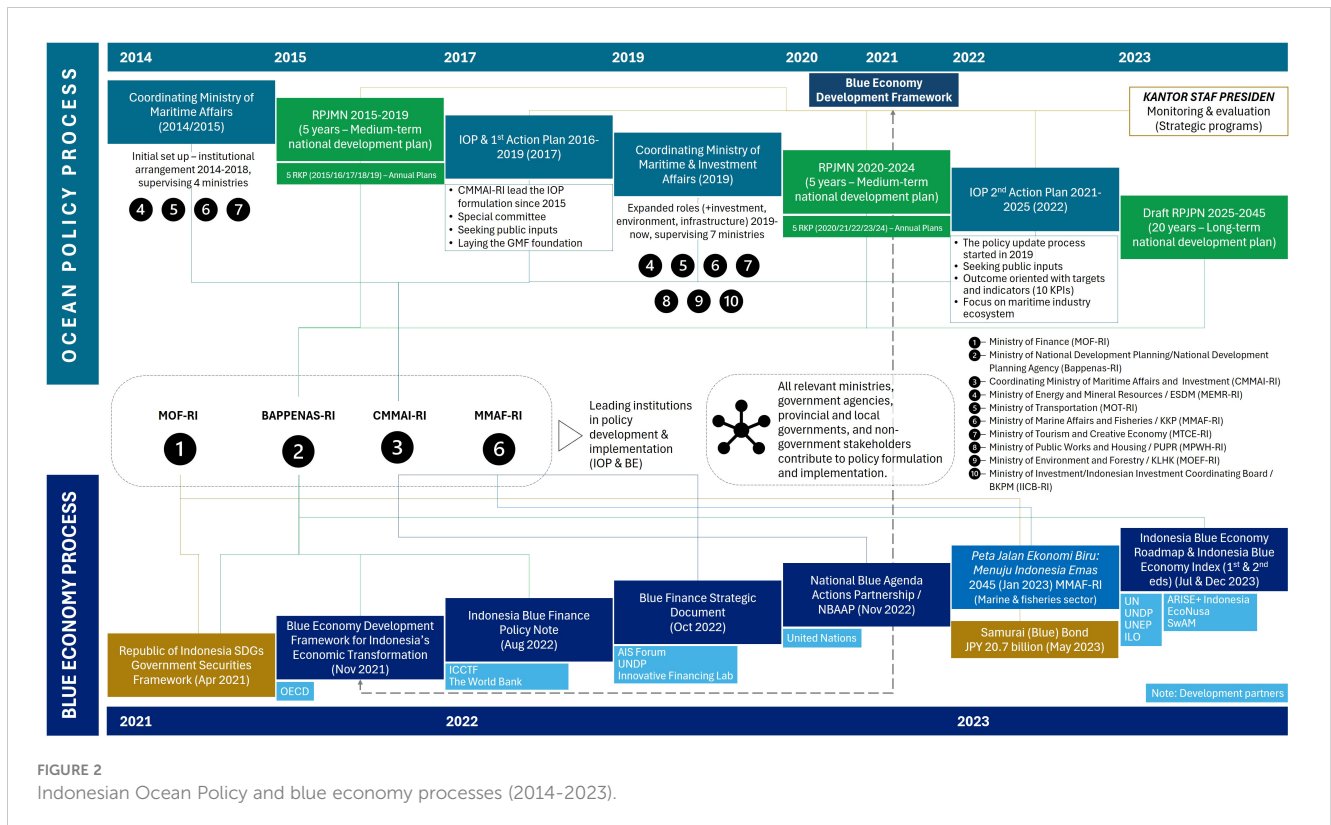 OCEAN POLICY PROCESS
2014
2015
2017
2019
2020
2021
2022
2023
Coordinating Ministry of
Maritime Affairs
(2014/2015)
Initial set up – institutional
arrangement 2014-2018,
supervising 4 ministries
4 5 6 7
RPJMN 2015-2019
(5 years – Medium-term
national development plan)
5 RKP (2015/16/17/18/19) – Annual Plans
IOP & 1st Action Plan 2016-
2019 (2017)
• CMMAI-RI lead the IOP
formulation since 2015
• Special committee
• Seeking public inputs
• Laying the GMF foundation
Coordinating Ministry of
Maritime & Investment
Affairs (2019)
Expanded roles (+investment,
environment, infrastructure) 2019-
now, supervising 7 ministries
4 5 6 7
8 9 10
Blue Economy
Development Framework
RPJMN 2020-2024
(5 years – Medium-term
national development plan)
5 RKP (2020/21/22/23/24) – Annual Plans
IOP 2nd Action Plan 2021-
2025 (2022)
• The policy update process
started in 2019
• Seeking public inputs
• Outcome oriented with targets
and indicators (10 KPIs)
• Focus on maritime industry
ecosystem
KANTOR STAF PRESIDEN
Monitoring & evaluation
(Strategic programs)
Draft RPJPN 2025-2045
(20 years – Long-term
national development plan)
MOF-RI
1
BAPPENAS-RI
2
CMMAI-RI
3
MMAF-RI
6
Leading institutions
in policy
development &
implementation
(IOP & BE)
All relevant ministries,
government agencies,
provincial and local
governments, and non-
government stakeholders
contribute to policy formulation
and implementation.
1 – Ministry of Finance (MOF-RI)
2 – Ministry of National Development Planning/National Development
Planning Agency (Bappenas-RI)
3 – Coordinating Ministry of Maritime Affairs and Investment (CMMAI-RI)
4 – Ministry of Energy and Mineral Resources / ESDM (MEMR-RI)
5 – Ministry of Transportation (MOT-RI)
6 – Ministry of Marine Affairs and Fisheries / KKP (MMAF-RI)
7 – Ministry of Tourism and Creative Economy (MTCE-RI)
8 – Ministry of Public Works and Housing / PUPR (MPWH-RI)
9 – Ministry of Environment and Forestry / KLHK (MOEF-RI)
10 – Ministry of Investment/Indonesian Investment Coordinating Board /
BKPM (IICB-RI)
BLUE ECONOMY PROCESS
Republic of Indonesia SDGs
Government Securities
Framework (Apr 2021)
Blue Economy Development
Framework for Indonesia's
Economic Transformation
(Nov 2021)
OECD
Indonesia Blue Finance
Policy Note
(Aug 2022)
ICCTF
The World Bank
Blue Finance Strategic
Document
(Oct 2022)
AIS Forum
UNDP
Innovative Financing Lab
National Blue Agenda
Actions Partnership /
NBAAP (Nov 2022)
United Nations
Peta Jalan Ekonomi Biru:
Menuju Indonesia Emas
2045 (Jan 2023) MMAF-RI
(Marine & fisheries sector)
Samurai (Blue) Bond
JPY 20.7 billion (May 2023)
Indonesia Blue Economy
Roadmap & Indonesia Blue
Economy Index (1st & 2nd
eds) (Jul & Dec 2023)
UN
UNDP
UNEP
ILO
ARISE+ Indonesia
EcoNusa
SwAM
Note: Development partners
2021
2022
2023
FIGURE 2
Indonesian Ocean Policy and blue economy processes (2014-2023).